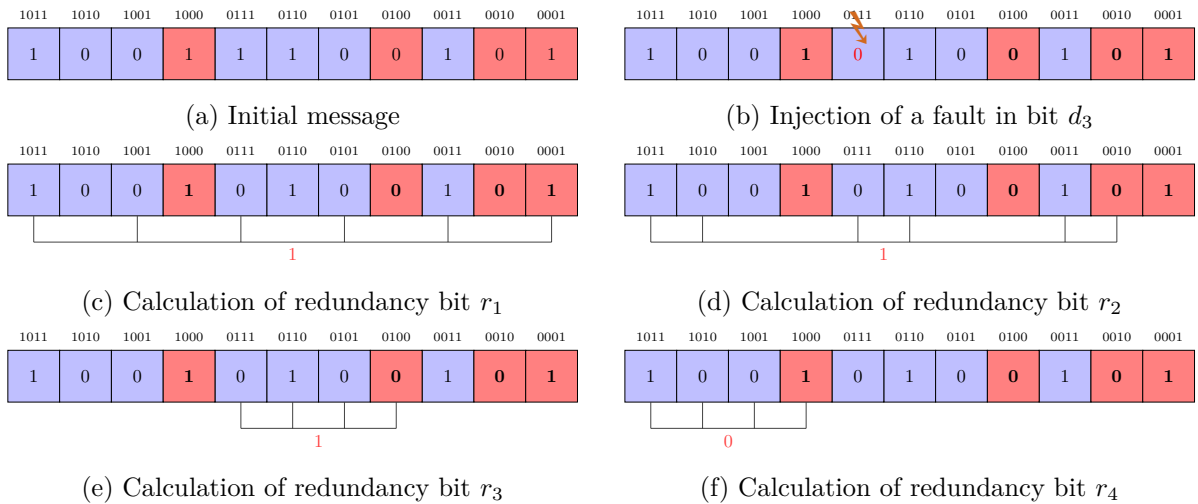 1011 1010 1001 1000 0111 0110 0101 0100 0011 0010 0001
1 0 0 1 1 1 0 0 1 0 1
(a) Initial message
1011 1010 1001 1000 0111 0110 0101 0100 0011 0010 0001
1 0 0 1 0 1 0 0 1 0 1
(b) Injection of a fault in bit d₃
1011 1010 1001 1000 0111 0110 0101 0100 0011 0010 0001
1 0 0 1 0 1 0 0 1 0 1
1
(c) Calculation of redundancy bit r₁
1011 1010 1001 1000 0111 0110 0101 0100 0011 0010 0001
1 0 0 1 0 1 0 0 1 0 1
1
(d) Calculation of redundancy bit r₂
1011 1010 1001 1000 0111 0110 0101 0100 0011 0010 0001
1 0 0 1 0 1 0 0 1 0 1
1
(e) Calculation of redundancy bit r₃
1011 1010 1001 1000 0111 0110 0101 0100 0011 0010 0001
1 0 0 1 0 1 0 0 1 0 1
0
(f) Calculation of redundancy bit r₄